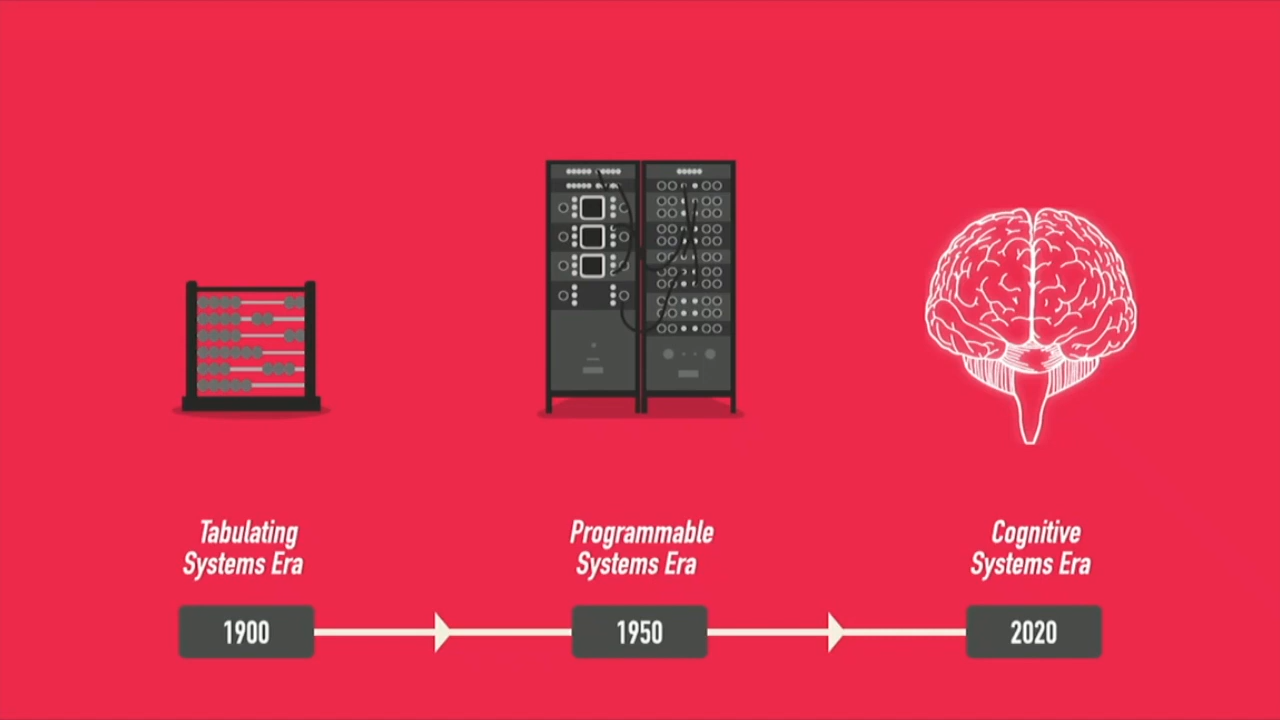 Tabulating
Systems Era
Programmable
Systems Era
Cognitive
Systems Era
1900
1950
2020